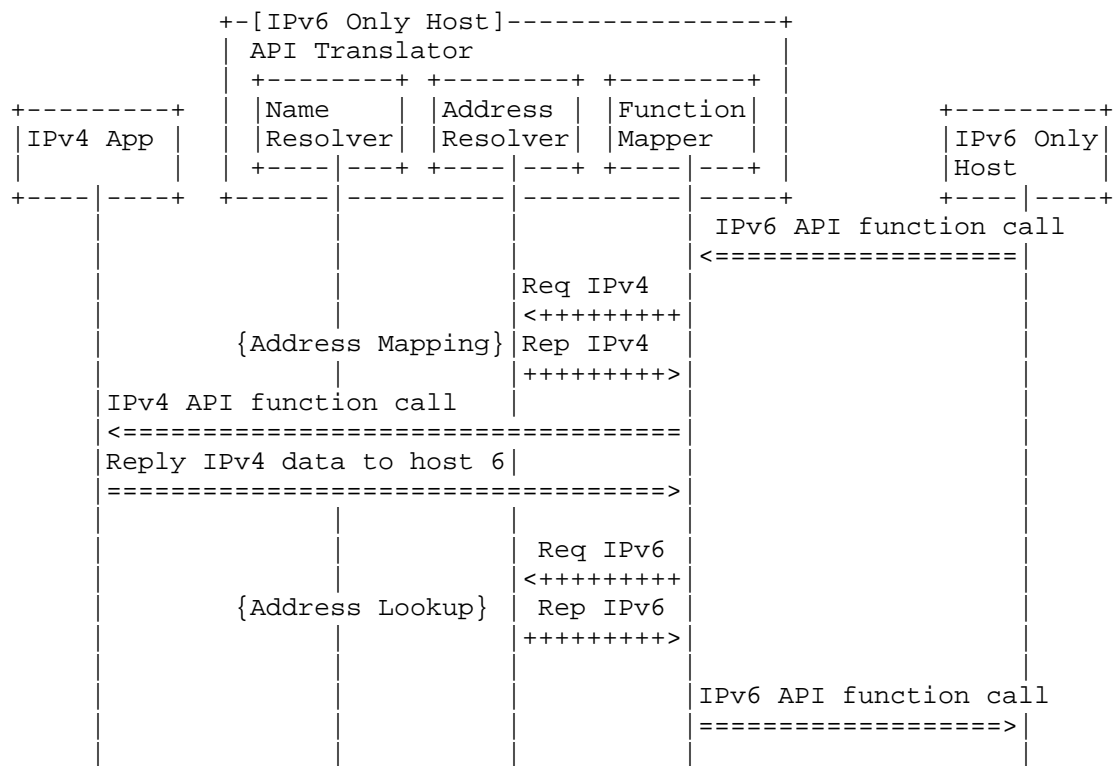 +-[IPv6 Only Host]-----------------+
| API Translator |
| +--------+ +--------+ +--------+ |
+---------+ | |Name | |Address | |Function| | +---------+
|IPv4 App | | |Resolver| |Resolver| |Mapper | | |IPv6 Only|
| | | +----|---+ +----|---+ +----|---+ | |Host |
+----|----+ +------|----------|----------|-----+ +----|----+
| | | | IPv6 API function call
| | | |<===================|
| | |Req IPv4 | |
| | |<+++++++++| |
| {Address Mapping}|Rep IPv4 | |
| | |+++++++++>| |
|IPv4 API function call | | |
|<===================================| |
|Reply IPv4 data to host 6| | |
|===================================>| |
| | | | |
| | | Req IPv6 | |
| | |<+++++++++| |
| {Address Lookup} | Rep IPv6 | |
| | |+++++++++>| |
| | | | |
| | | |IPv6 API function call
| | | |===================>|
| | | | |